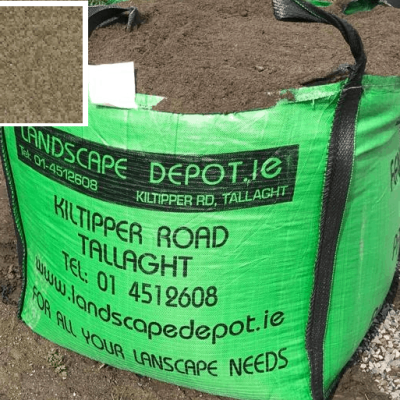 LANDSCAPE DEPOT.ie
Tel: 01-4512608
KILTIPPER RD, TALLAGHT
KILTIPPER ROAD
TALLAGHT
TEL: 01 4512608
www.landscapedepot.ie
FOR ALL YOUR LANSCAPE NEEDS